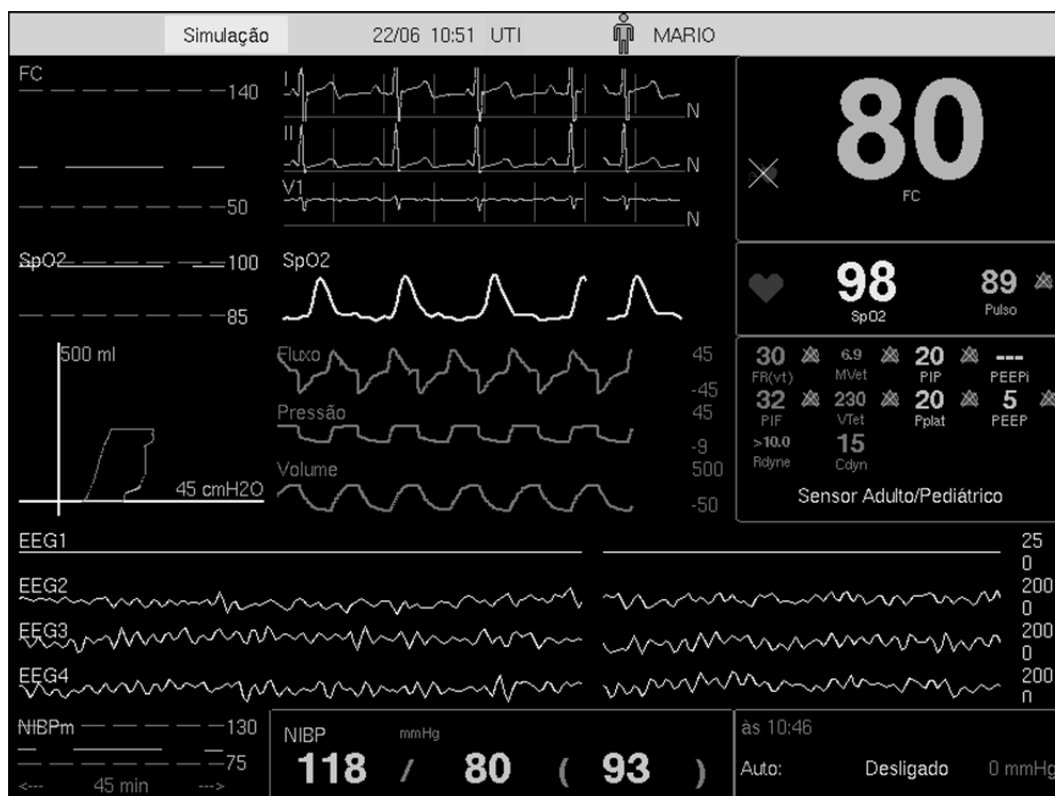 Simulação 22/06 10:51 UTI MARIO
FC
140
50
I
N
II
V1
N
80
FC
SpO2
100
85
SpO2
98
SpO2
89
Pulso
500 ml
45 cmH2O
Fluxo
45
-45
Pressão
45
-9
Volume
500
-50
30 6.9 20 ---
FR(vt) MVet PIP PEEPi
32 230 20 5
PIF VTet Pplat PEEP
>10.0 15
Rdyne Cdyn
Sensor Adulto/Pediátrico
EEG1
25
0
EEG2
200
0
EEG3
200
0
EEG4
200
NIBPm
130
75
<--- 45 min --->
NIBP mmHg
118 / 80 ( 93 )
às 10:46
Auto: Desligado 0 mmHg